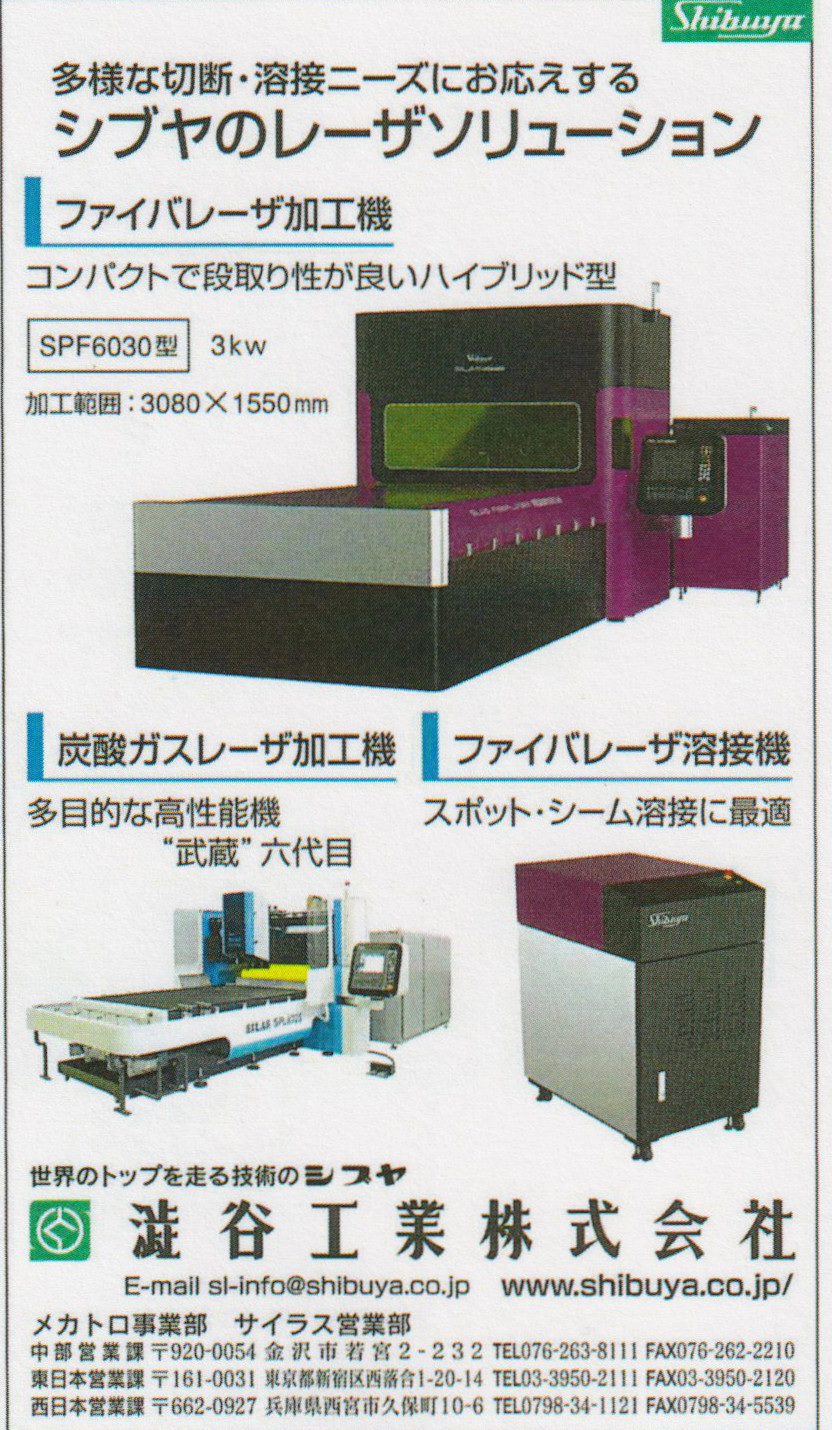 Shibuya
多様な切断・溶接ニーズにお応えする
シブヤのレーザソリューション
ファイバレーザ加工機
コンパクトで段取り性が良いハイブリッド型
SPF6030型 3kw
加工範囲：3080×1550mm
Shibuya
炭酸ガスレーザ加工機
多目的な高性能機
“武蔵”六代目
SILAS
ファイバレーザ溶接機
スポット・シーム溶接に最適
Shibuya
世界のトップを走る技術のシブヤ
澁谷工業株式会社
E-mail sl-info@shibuya.co.jp www.shibuya.co.jp/
メカトロ事業部 サイラス営業部
中部営業課 〒920-0054 金沢市若宮2-232 TEL076-263-8111 FAX076-262-2210
東日本営業課 〒161-0031 東京都新宿区西落合1-20-14 TEL03-3950-2111 FAX03-3950-2120
西日本営業課 〒662-0927 兵庫県西宮市久保町10-6 TEL0798-34-1121 FAX0798-34-5539